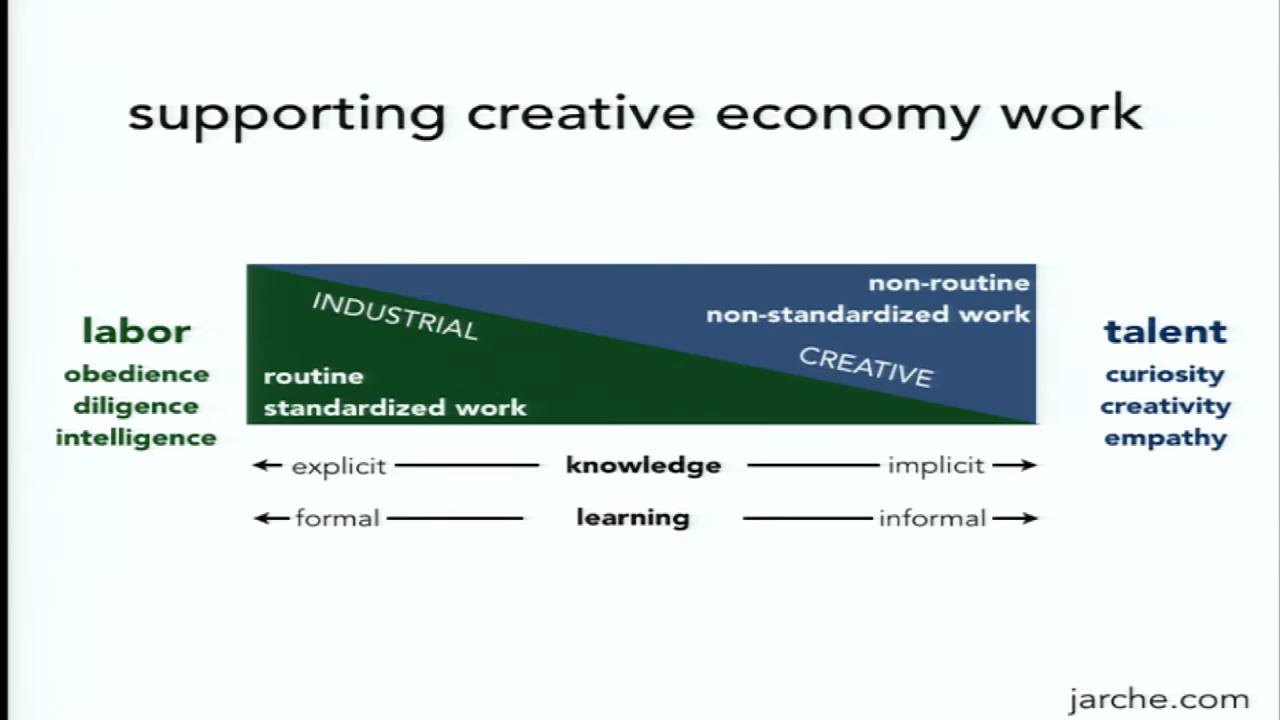 supporting creative economy work
labor
obedience
diligence
intelligence
INDUSTRIAL
routine
standardized work
non-routine
non-standardized work
CREATIVE
talent
curiosity
creativity
empathy
explicit knowledge implicit
formal learning informal
jarche.com